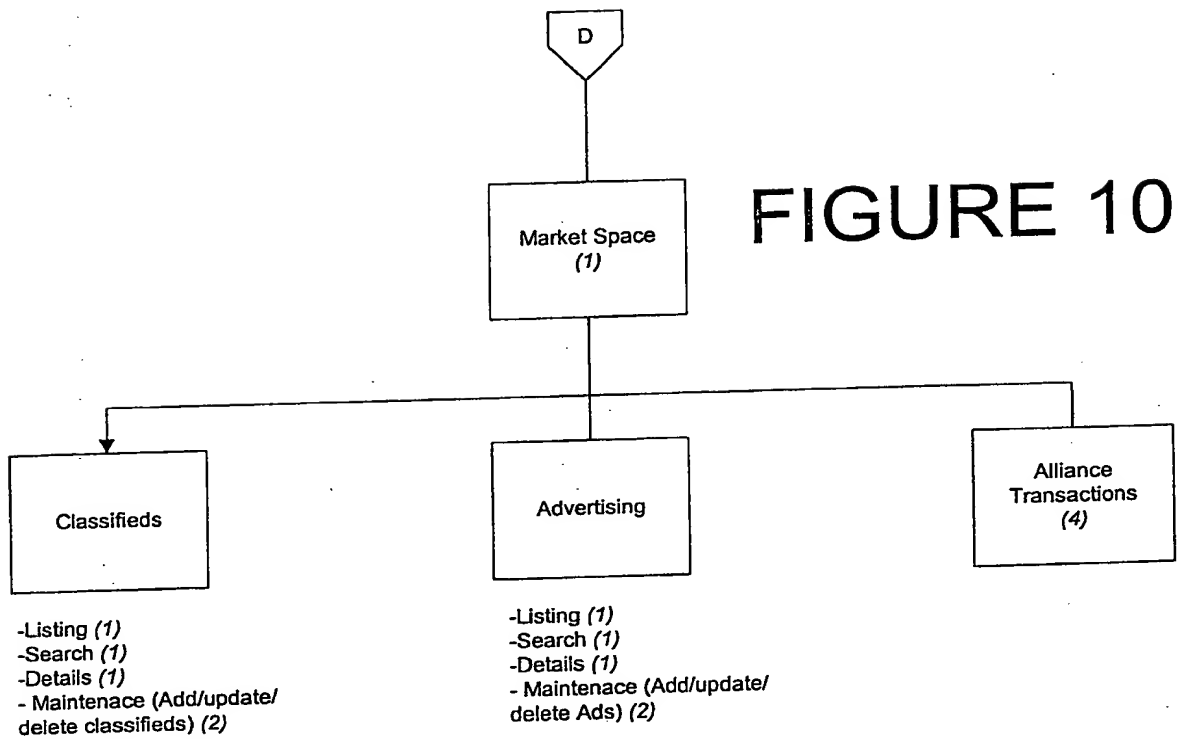 D
Market Space
(1)
FIGURE 10
Classifieds
Advertising
Alliance
Transactions
(4)
-Listing (1)
-Search (1)
-Details (1)
- Maintenace (Add/update/
delete classifieds) (2)
-Listing (1)
-Search (1)
-Details (1)
- Maintenace (Add/update/
delete Ads) (2)